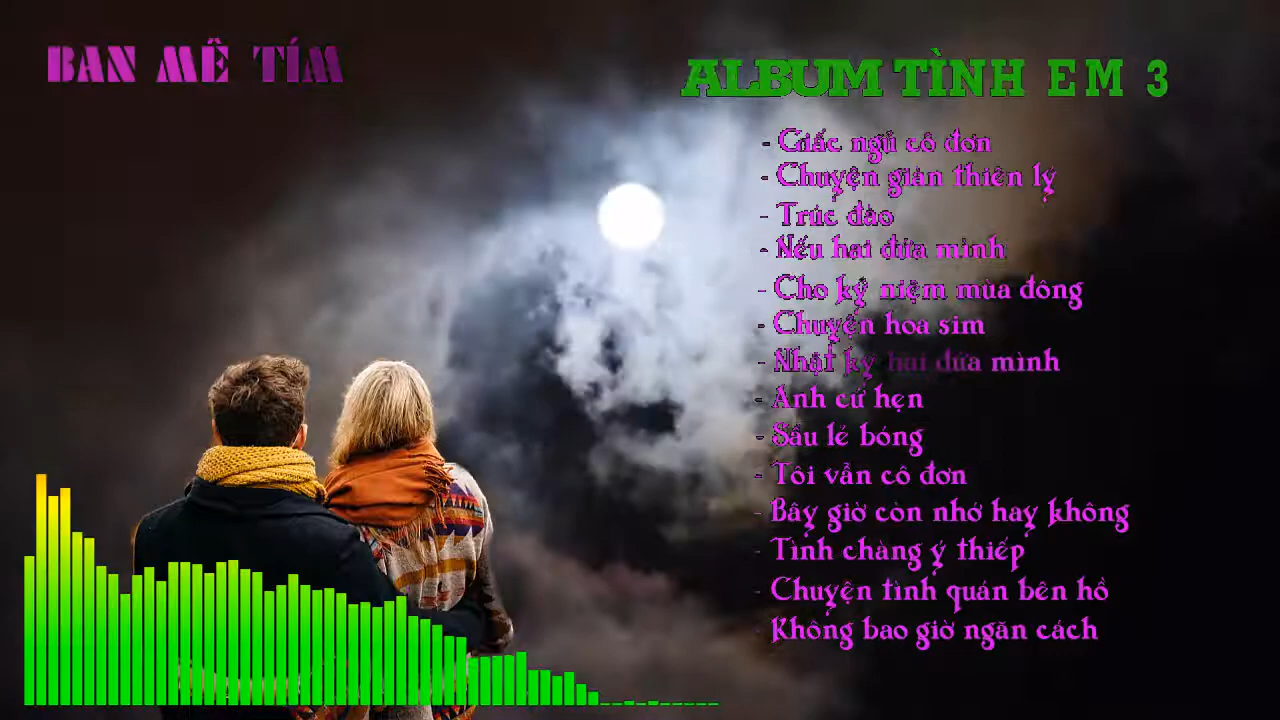 BAN MÊ TÍM
ALBUM TÌNH EM 3
- Giấc ngủ cô đơn
- Chuyện giàn thiên lý
- Trúc đào
- Nếu hai đứa mình
- Cho kỷ niệm mùa đông
- Chuyện hoa sim
- Nhật ký hai đứa mình
- Anh cứ hẹn
- Sầu lẻ bóng
- Tôi vẫn cô đơn
- Bây giờ còn nhớ hay không
- Tình chàng ý thiếp
- Chuyện tình quán bên hồ
- Không bao giờ ngăn cách